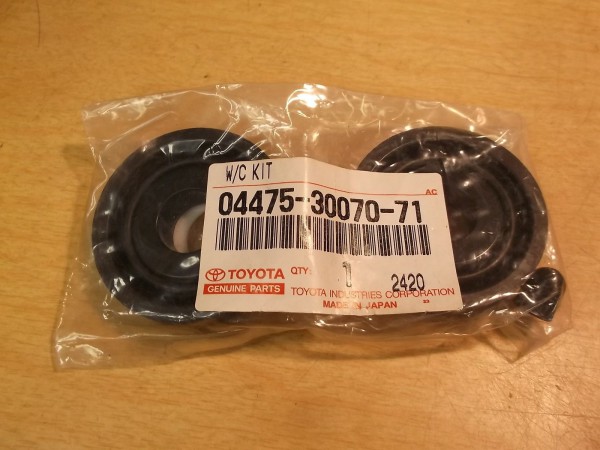 W/C KIT
AC
04475-30070-71
TOYOTA
GENUINE PARTS
QTY: 1 2420
TOYOTA INDUSTRIES CORPORATION
MADE IN JAPAN